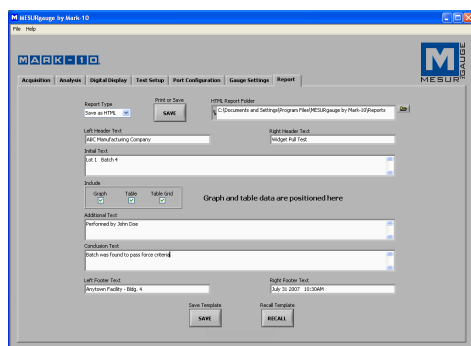 MESURgauge by Mark-10
File Help
MARK-10
M
MESUR
GAUGE
Acquisition Analysis Digital Display Test Setup Port Configuration Gauge Settings Report
Report Type Print or Save HTML Report Folder
Save as HTML SAVE C:\Documents and Settings\Program Files\MESURgauge by Mark-10\Reports
Left Header Text Right Header Text
ABC Manufacturing Company Widget Pull Test
Initial Text
Lot 1 Batch 4
Include
Graph Table Table Grid
Graph and table data are positioned here
Additional Text
Performed by John Doe
Conclusion Text
Batch was found to pass force criteria
Left Footer Text Right Footer Text
Anytown Facility - Bldg. 4 July 31 2007 10:30AM
Save Template Recall Template
SAVE RECALL